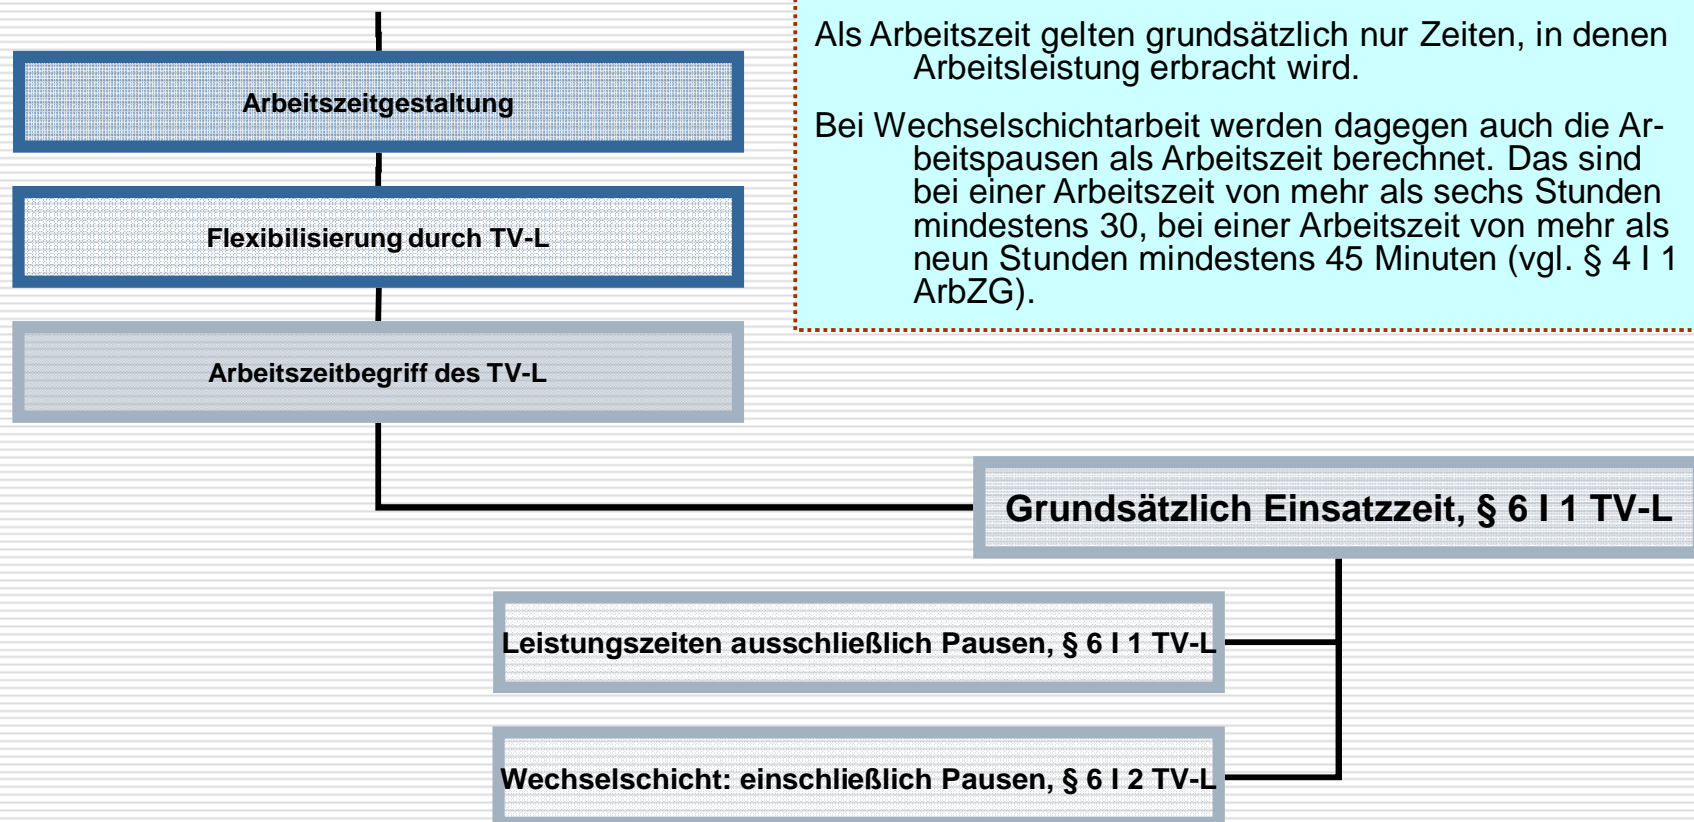 Arbeitszeitgestaltung
Flexibilisierung durch TV-L
Arbeitszeitbegriff des TV-L
Als Arbeitszeit gelten grundsätzlich nur Zeiten, in denen
Arbeitsleistung erbracht wird.
Bei Wechselschichtarbeit werden dagegen auch die Ar-
beitspausen als Arbeitszeit berechnet. Das sind
bei einer Arbeitszeit von mehr als sechs Stunden
mindestens 30, bei einer Arbeitszeit von mehr als
neun Stunden mindestens 45 Minuten (vgl. § 4 I 1
ArbZG).
Grundsätzlich Einsatzzeit, § 6 I 1 TV-L
Leistungszeiten ausschließlich Pausen, § 6 I 1 TV-L
Wechselschicht: einschließlich Pausen, § 6 I 2 TV-L